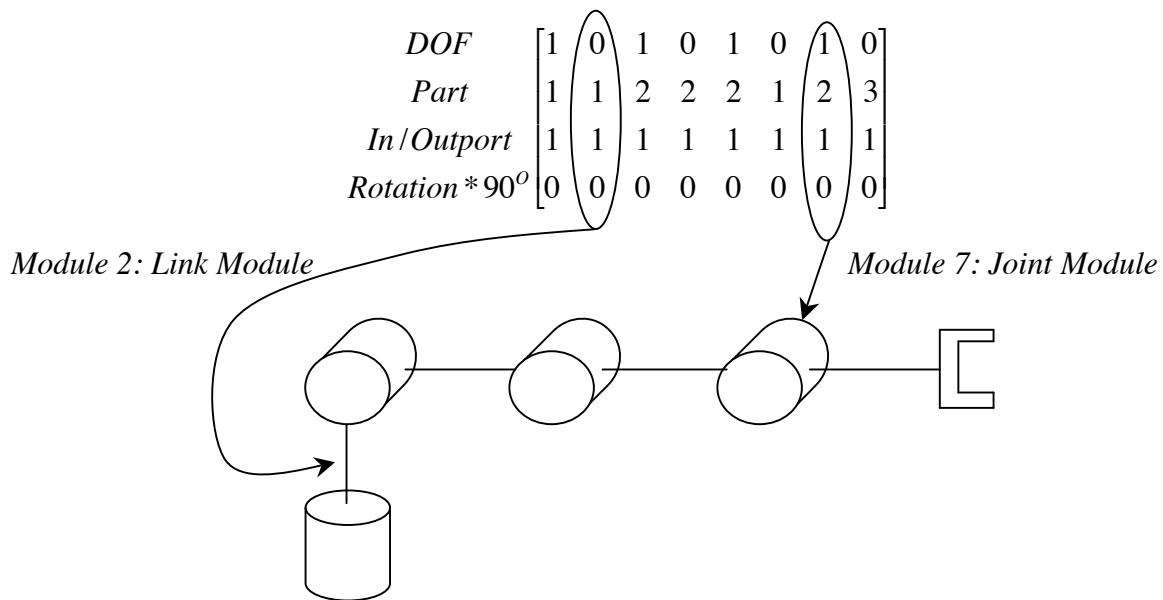 DOF 1 0 1 0 1 0 1 0
Part 1 1 2 2 2 1 2 3
In/Outport 1 1 1 1 1 1 1 1
Rotation * 90^o 0 0 0 0 0 0 0 0
Module 2: Link Module
Module 7: Joint Module